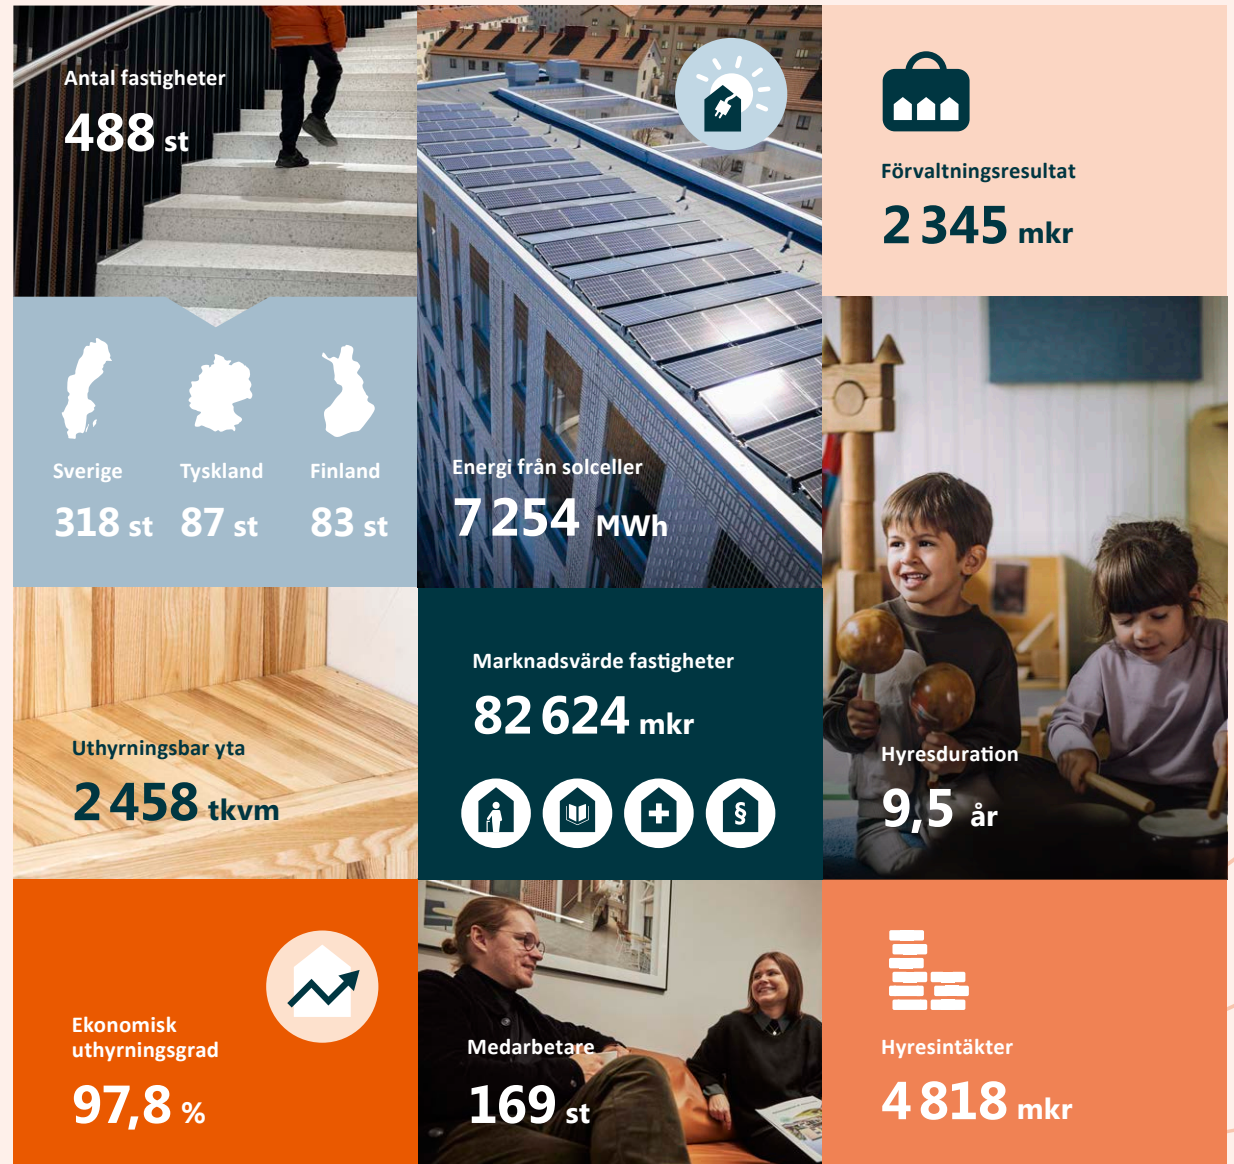 Antal fastigheter
488 st
Förvaltningsresultat
2 345 mkr
Sverige
318 st
Tyskland
87 st
Finland
83 st
Energi från solceller
7 254 MWh
Uthyrningsbar yta
2 458 tkvm
Marknadsvärde fastigheter
82 624 mkr
§
Hyresduration
9,5 år
Ekonomisk
uthyrningsgrad
97,8 %
Medarbetare
169 st
Hyresintäkter
4 818 mkr